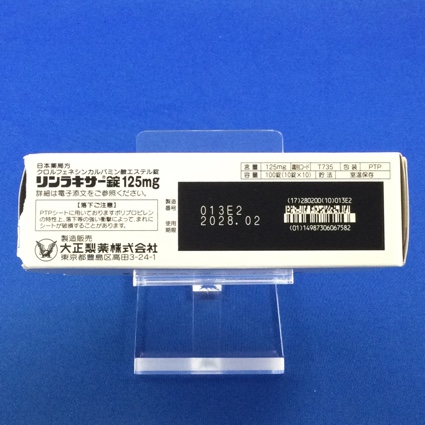 日本薬局方
クロルフェネシンカルバミン酸エステル錠
リンラキサー錠125mg
詳細は電子添文をご参照ください。
【落下ご注意】
PTPシートに用いておりますポリプロピレン
の特性上、落下等の強い衝撃によって、まれに
シートが破損することがあります。
製造販売
大正製薬株式会社
東京都豊島区高田3-24-1
含量 125mg 識別コード T735 包装 PTP
容量 100錠(10錠×10) 貯法 室温保存
製造番号 013E2
使用期限 2028.02
(17)280200(10)013E2
(01)14987306067582